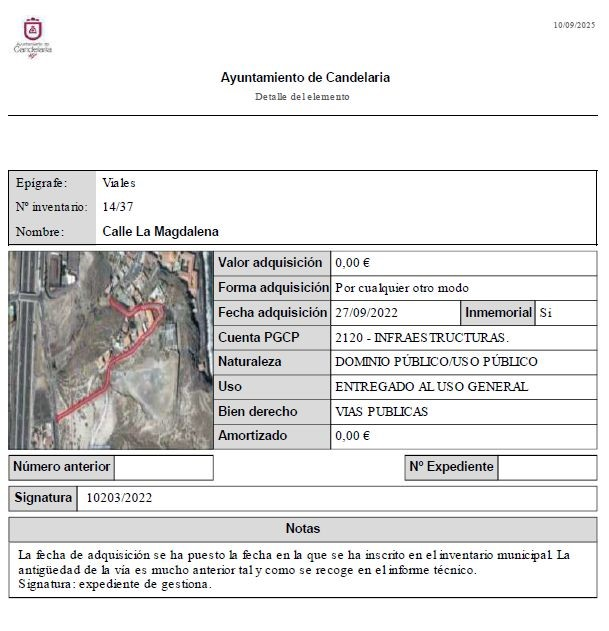 Ayuntamiento de
Candelaria
10/09/2025
Ayuntamiento de Candelaria
Detalle del elemento
Epígrafe: Viales
Nº inventario: 14/37
Nombre: Calle La Magdalena
Valor adquisición 0,00 €
Forma adquisición Por cualquier otro modo
Fecha adquisición 27/09/2022 Inmemorial Sí
Cuenta PGCP 2120 - INFRAESTRUCTURAS.
Naturaleza DOMINIO PÚBLICO/USO PÚBLICO
Uso ENTREGADO AL USO GENERAL
Bien derecho VIAS PUBLICAS
Amortizado 0,00 €
Número anterior Nº Expediente
Signatura 10203/2022
Notas
La fecha de adquisición se ha puesto la fecha en la que se ha inscrito en el inventario municipal. La
antigüedad de la vía es mucho anterior tal y como se recoge en el informe técnico.
Signatura: expediente de gestiona.